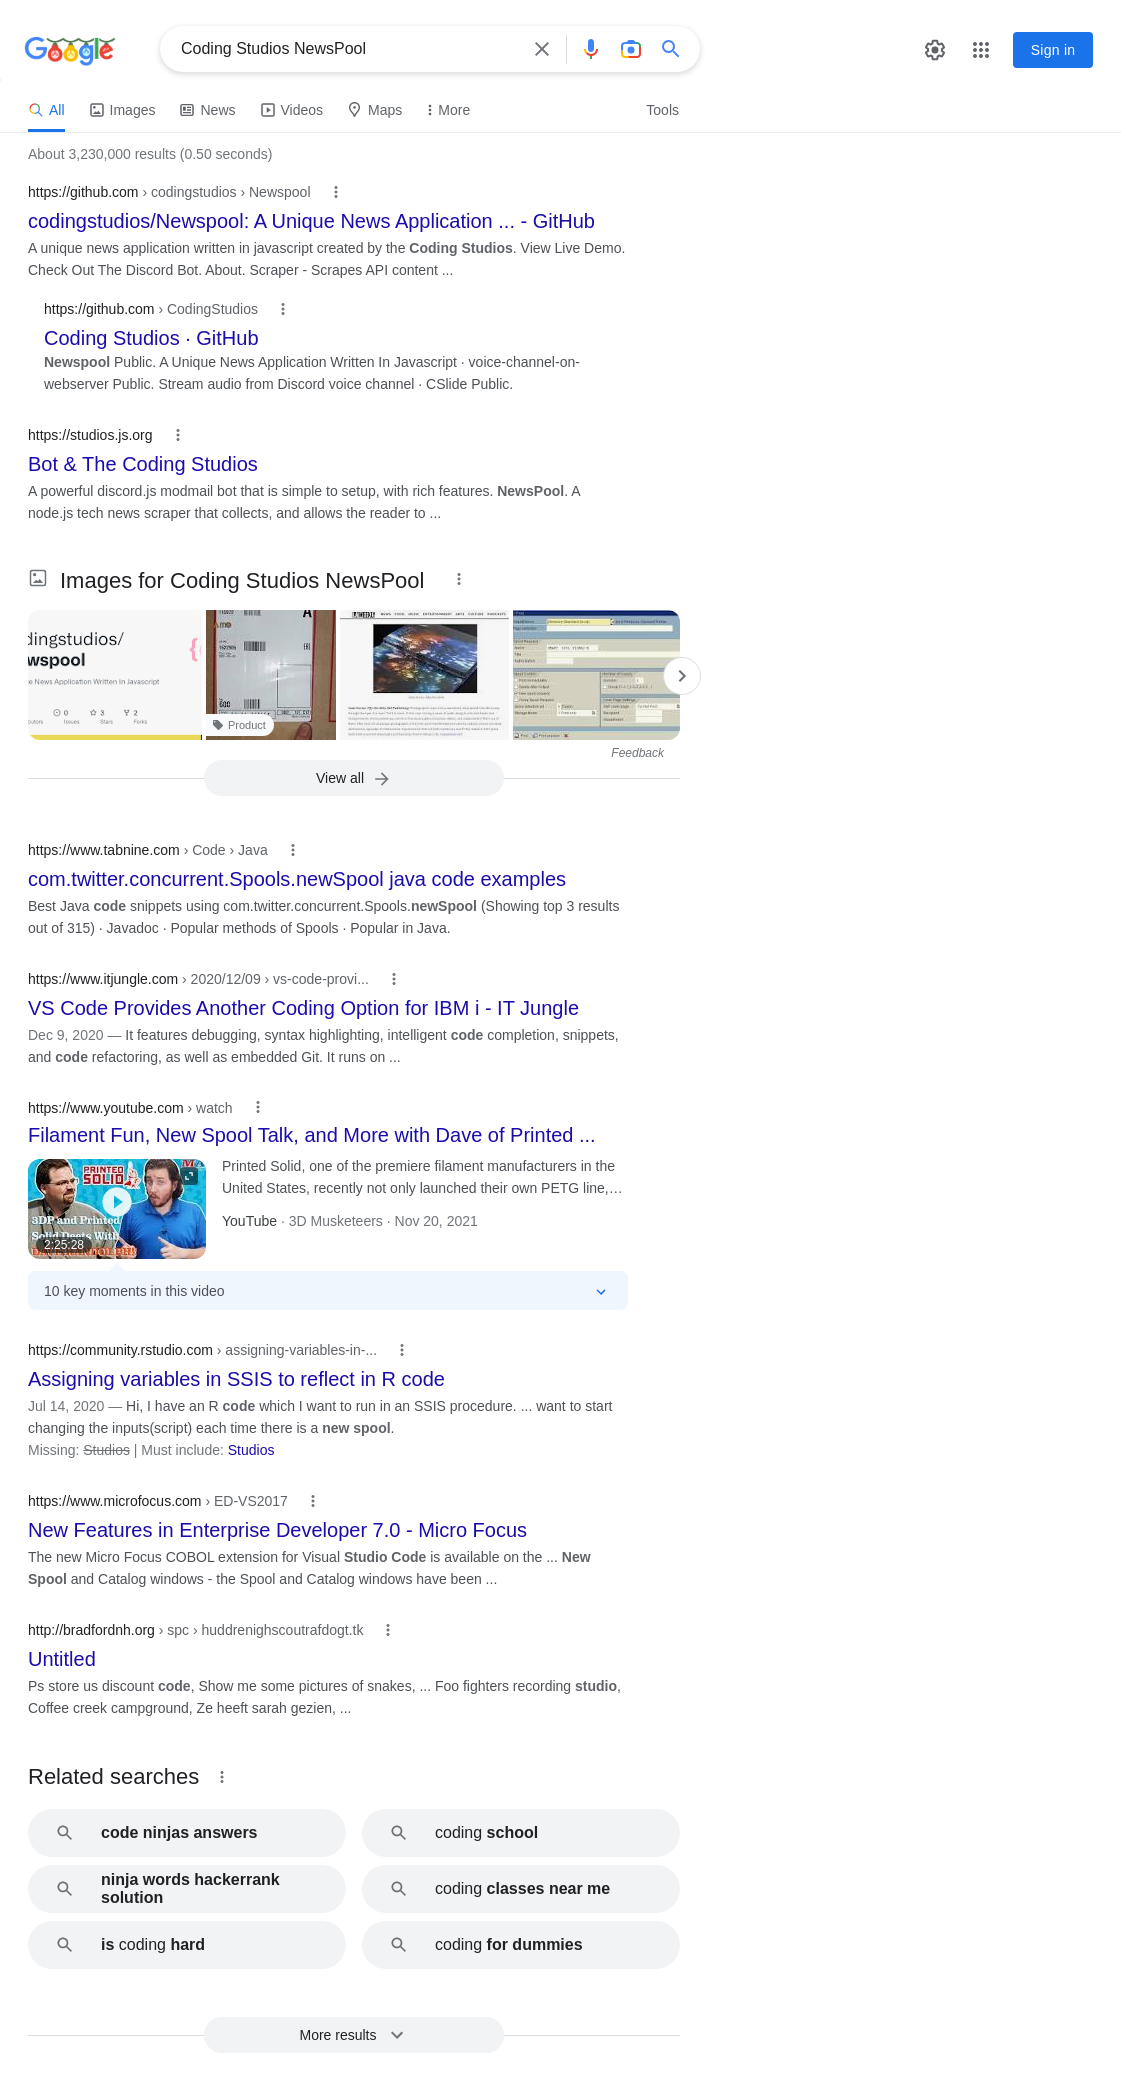 Google
Coding Studios NewsPool
Sign in
All
Images
News
Videos
Maps
More
Tools
About 3,230,000 results (0.50 seconds)
https://github.com › codingstudios › Newspool
codingstudios/Newspool: A Unique News Application ... - GitHub
A unique news application written in javascript created by the Coding Studios. View Live Demo.
Check Out The Discord Bot. About. Scraper - Scrapes API content ...
https://github.com › CodingStudios
Coding Studios · GitHub
Newspool Public. A Unique News Application Written In Javascript · voice-channel-on-
webserver Public. Stream audio from Discord voice channel · CSlide Public.
https://studios.js.org
Bot & The Coding Studios
A powerful discord.js modmail bot that is simple to setup, with rich features. NewsPool. A
node.js tech news scraper that collects, and allows the reader to ...
Images for Coding Studios NewsPool
dingstudios/
wspool
e News Application Written In Javascript
0 3 2
Issues Stars Forks
Product
Feedback
View all
https://www.tabnine.com › Code › Java
com.twitter.concurrent.Spools.newSpool java code examples
Best Java code snippets using com.twitter.concurrent.Spools.newSpool (Showing top 3 results
out of 315) · Javadoc · Popular methods of Spools · Popular in Java.
https://www.itjungle.com › 2020/12/09 › vs-code-provi...
VS Code Provides Another Coding Option for IBM i - IT Jungle
Dec 9, 2020 — It features debugging, syntax highlighting, intelligent code completion, snippets,
and code refactoring, as well as embedded Git. It runs on ...
https://www.youtube.com › watch
Filament Fun, New Spool Talk, and More with Dave of Printed ...
PRINTED
SOLID
3DP and Printed
Solid Deets With
2:25:28
Printed Solid, one of the premiere filament manufacturers in the
United States, recently not only launched their own PETG line,…
YouTube · 3D Musketeers · Nov 20, 2021
10 key moments in this video
https://community.rstudio.com › assigning-variables-in-...
Assigning variables in SSIS to reflect in R code
Jul 14, 2020 — Hi, I have an R code which I want to run in an SSIS procedure. ... want to start
changing the inputs(script) each time there is a new spool.
Missing: Studios | Must include: Studios
https://www.microfocus.com › ED-VS2017
New Features in Enterprise Developer 7.0 - Micro Focus
The new Micro Focus COBOL extension for Visual Studio Code is available on the ... New
Spool and Catalog windows - the Spool and Catalog windows have been ...
http://bradfordnh.org › spc › huddrenighscoutrafdogt.tk
Untitled
Ps store us discount code, Show me some pictures of snakes, ... Foo fighters recording studio,
Coffee creek campground, Ze heeft sarah gezien, ...
Related searches
code ninjas answers
coding school
ninja words hackerrank
solution
coding classes near me
is coding hard
coding for dummies
More results